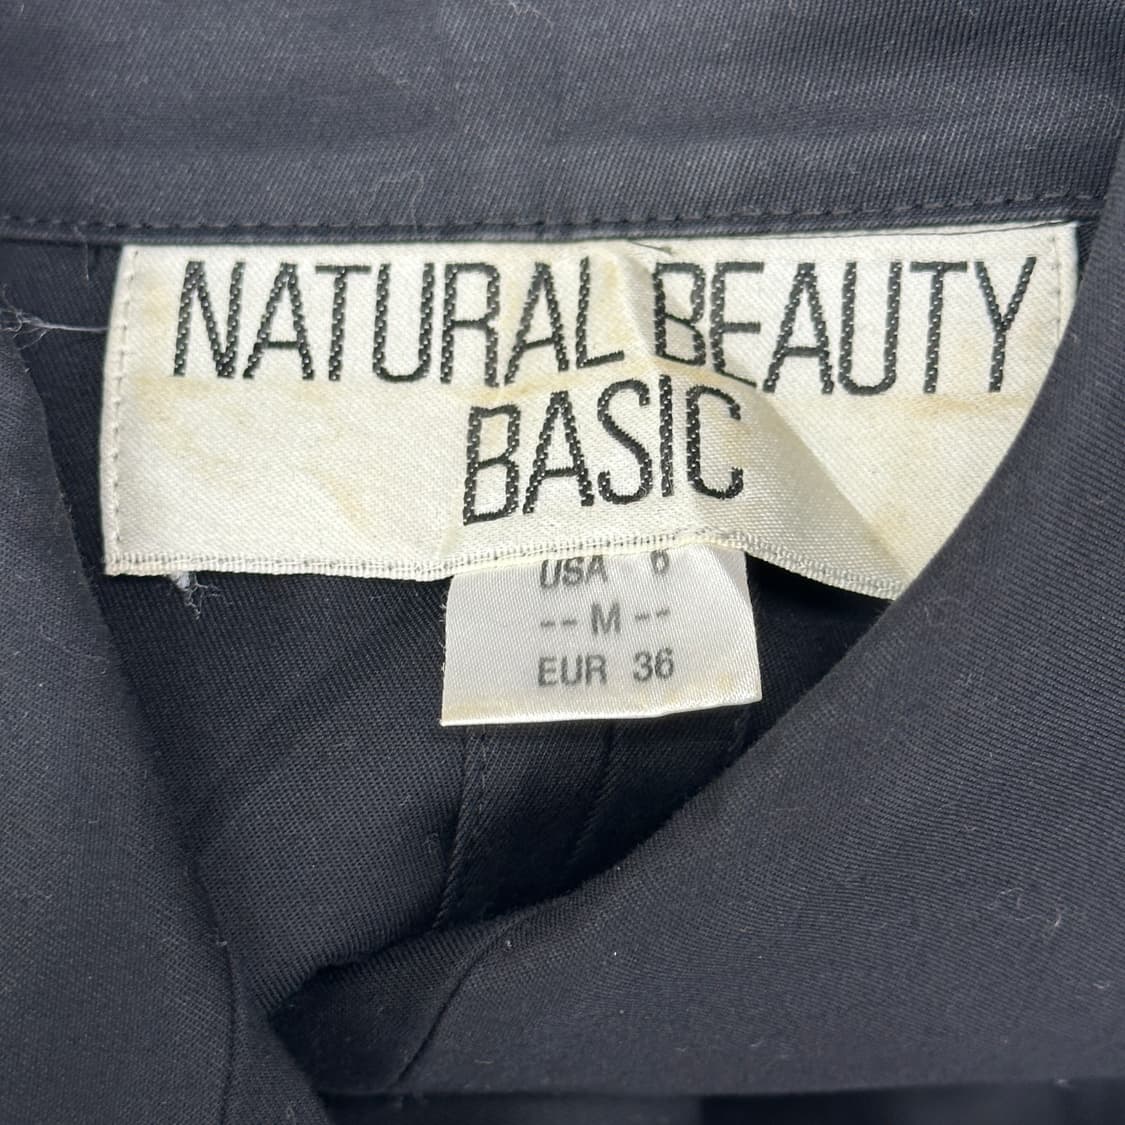 NATURAL BEAUTY
BASIC
USA 6
-- M --
EUR 36